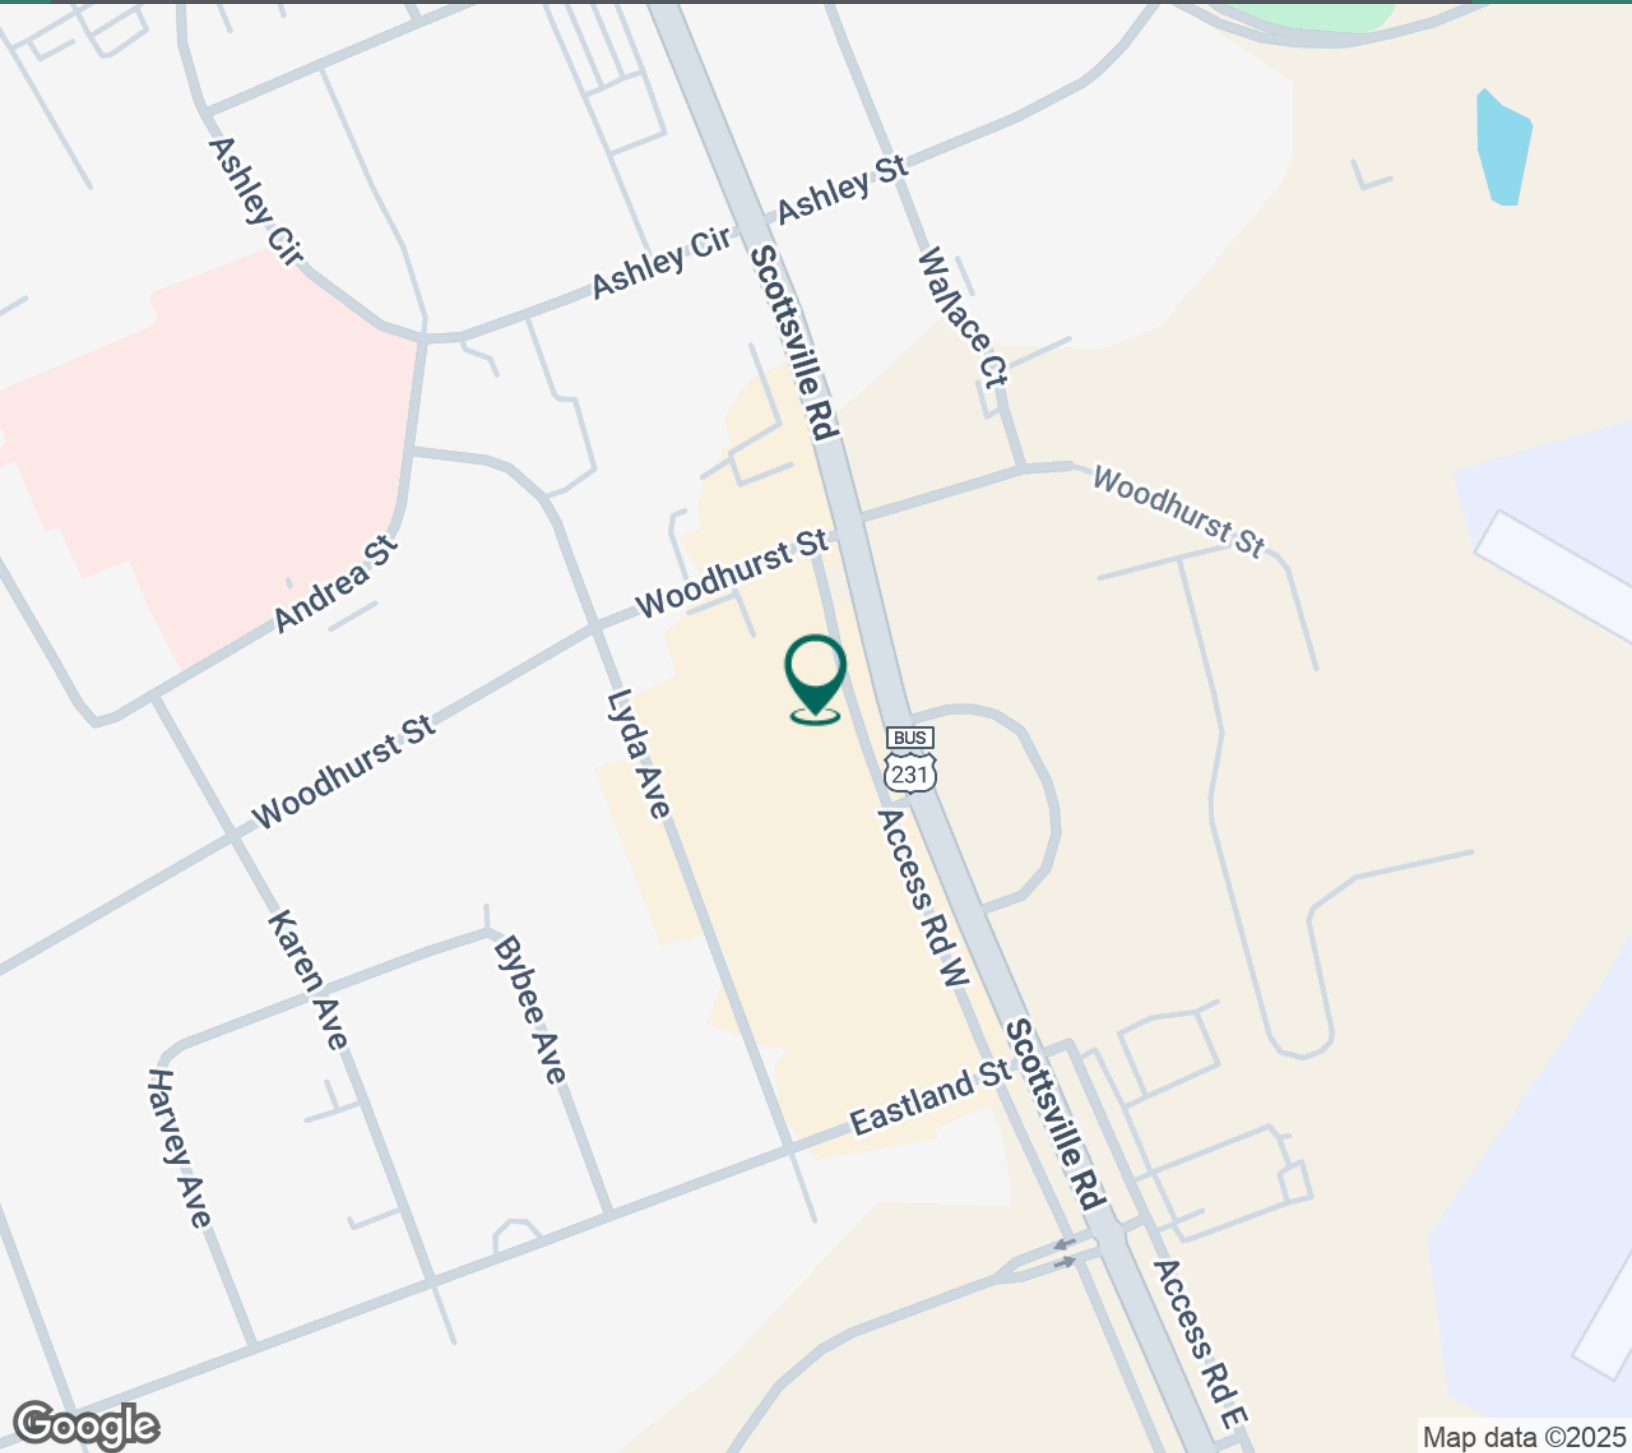 Ashley St
Ashley Cir
Ashley Cir
Scottsville Rd
Wallace Ct
Woodhurst St
Woodhurst St
Andrea St
Lyda Ave
Woodhurst St
BUS
231
Access Rd W
Karen Ave
Bybee Ave
Scottsville Rd
Eastland St
Harvey Ave
Access Rd E
Google
Map data ©2025